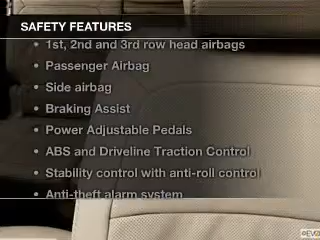 SAFETY FEATURES
• 1st, 2nd and 3rd row head airbags
• Passenger Airbag
• Side airbag
• Braking Assist
• Power Adjustable Pedals
• ABS and Driveline Traction Control
• Stability control with anti-roll control
• Anti-theft alarm system